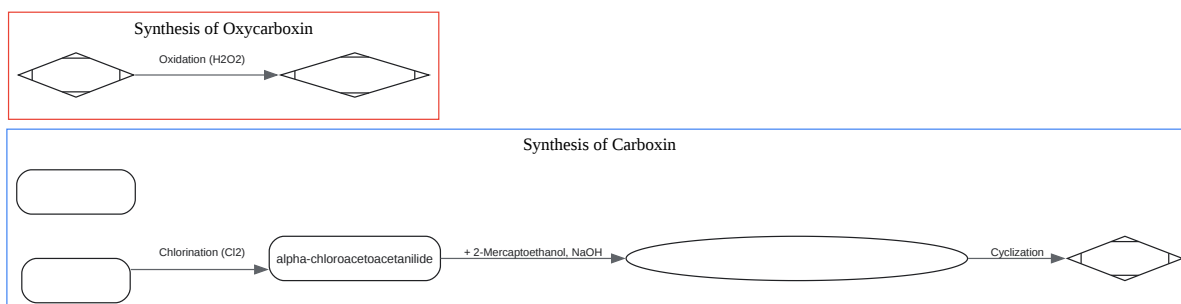 Synthesis of Oxycarboxin
Oxidation (H2O2)
Synthesis of Carboxin
Chlorination (Cl2)
alpha-chloroacetoacetanilide
+ 2-Mercaptoethanol, NaOH
Cyclization